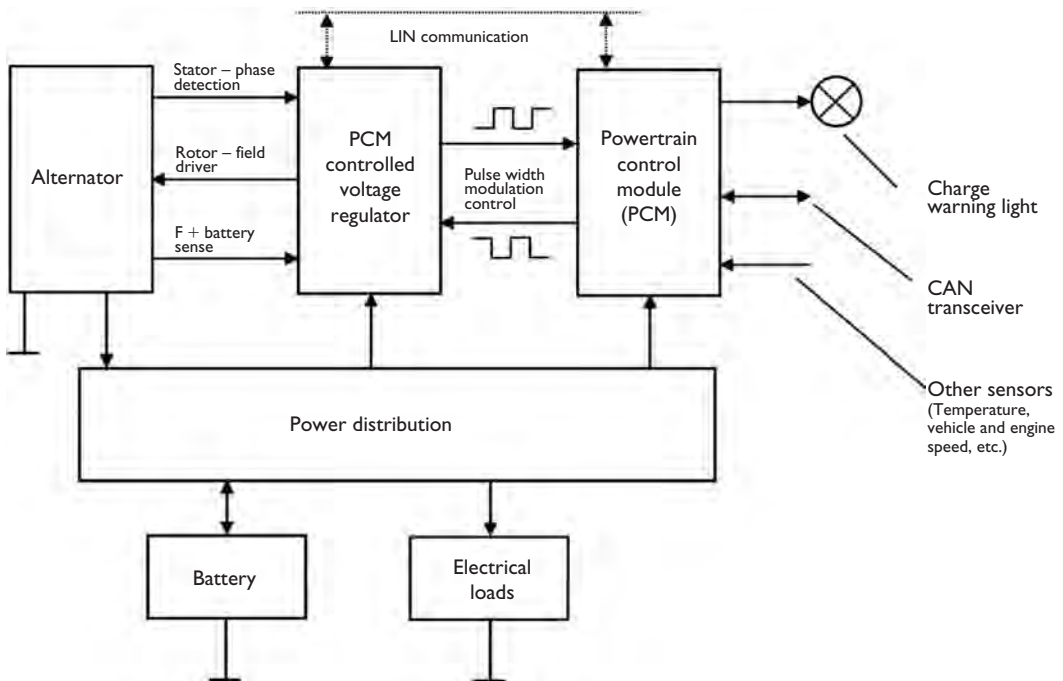 LIN communication
Stator – phase
detection
Rotor – field
driver
F + battery
sense
Alternator
PCM
controlled
voltage
regulator
Pulse width
modulation
control
Powertrain
control
module
(PCM)
Charge
warning light
CAN
transceiver
Other sensors
(Temperature,
vehicle and engine
speed, etc.)
Power distribution
Battery
Electrical
loads